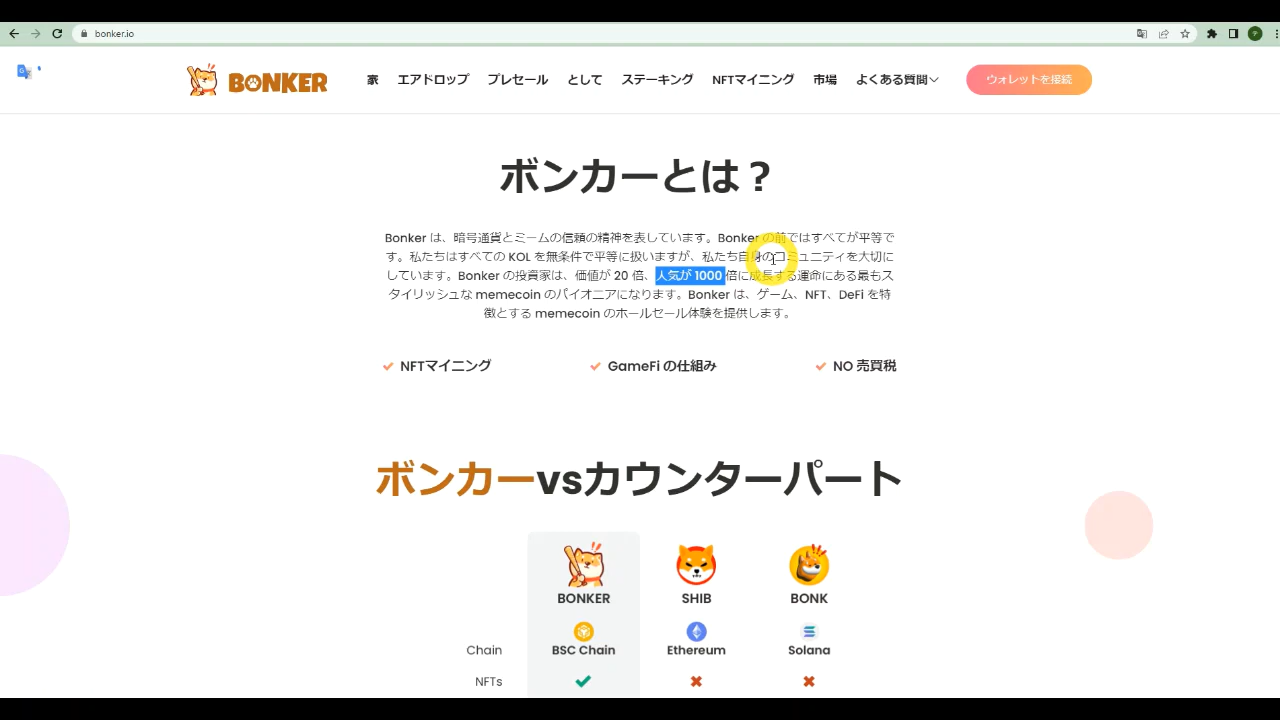 bonker.io
BONKER
家 エアドロップ プレセール として ステーキング NFTマイニング 市場 よくある質問 ウォレットを接続
ボンカーとは？
Bonker は、暗号通貨とミームの信頼の精神を表しています。Bonker の前ではすべてが平等で
す。私たちはすべての KOL を無条件で平等に扱いますが、私たち自身のコミュニティを大切に
しています。Bonker の投資家は、価値が 20 倍、人気が 1000 倍に成長する運命にある最もス
タイリッシュな memecoin のパイオニアになります。Bonker は、ゲーム、NFT、DeFi を特
徴とする memecoin のホールセール体験を提供します。
NFTマイニング GameFi の仕組み NO 売買税
ボンカーvsカウンターパート
BONKER SHIB BONK
Chain BSC Chain Ethereum Solana
NFTs